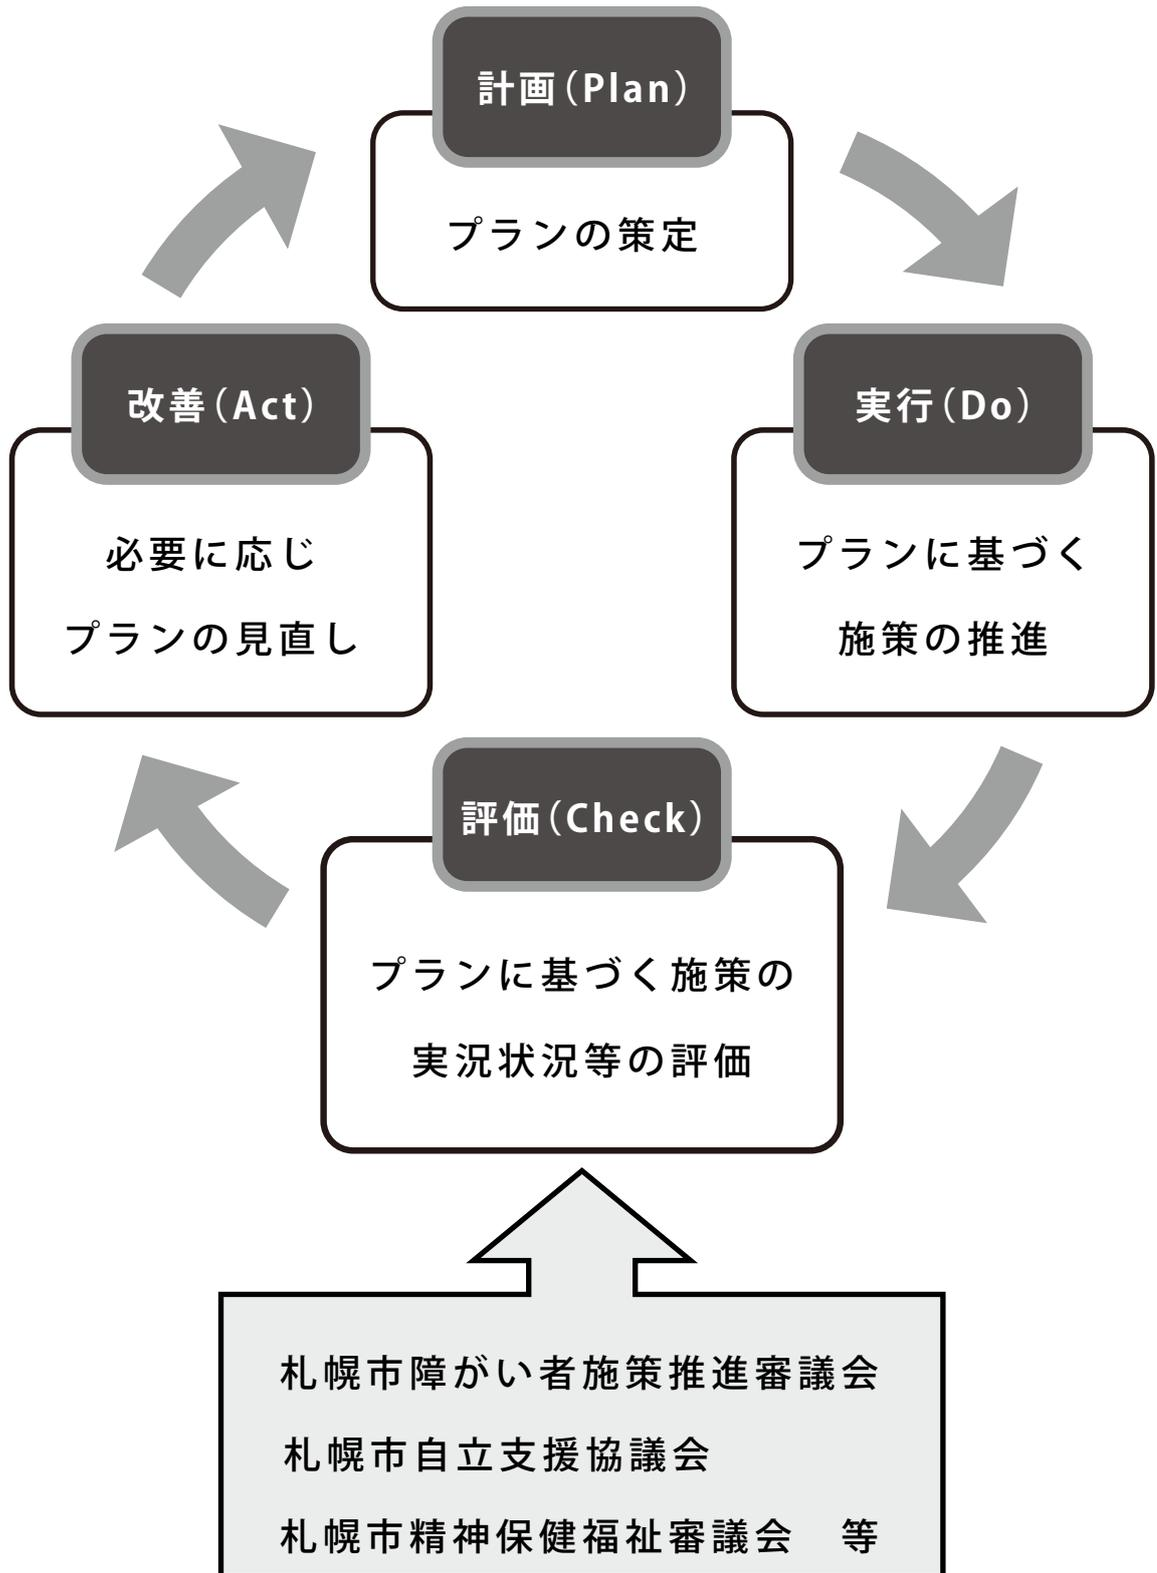 計画（Plan）
プランの策定
改善（Act）
必要に応じ
プランの見直し
実行（Do）
プランに基づく
施策の推進
評価（Check）
プランに基づく施策の
実況状況等の評価
札幌市障がい者施策推進審議会
札幌市自立支援協議会
札幌市精神保健福祉審議会　等